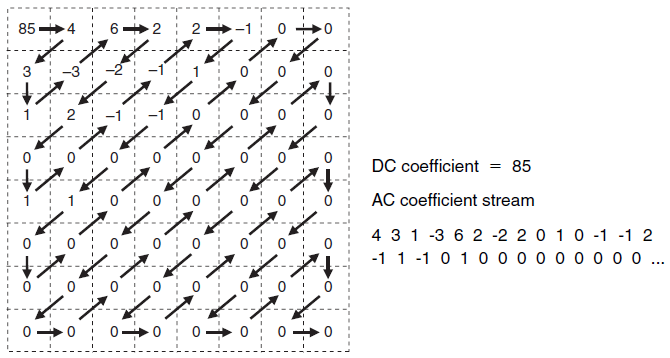 85 4 6 2 2 –1 0 0
3 –3 –2 –1 1 0 0 0
1 2 –1 –1 0 0 0 0
0 0 0 0 0 0 0 0
1 1 0 0 0 0 0 0
0 0 0 0 0 0 0 0
0 0 0 0 0 0 0 0
0 0 0 0 0 0 0 0
DC coefficient = 85
AC coefficient stream
4 3 1 -3 6 2 -2 2 0 1 0 -1 -1 2
-1 1 -1 0 1 0 0 0 0 0 0 0 0 0 0 ...